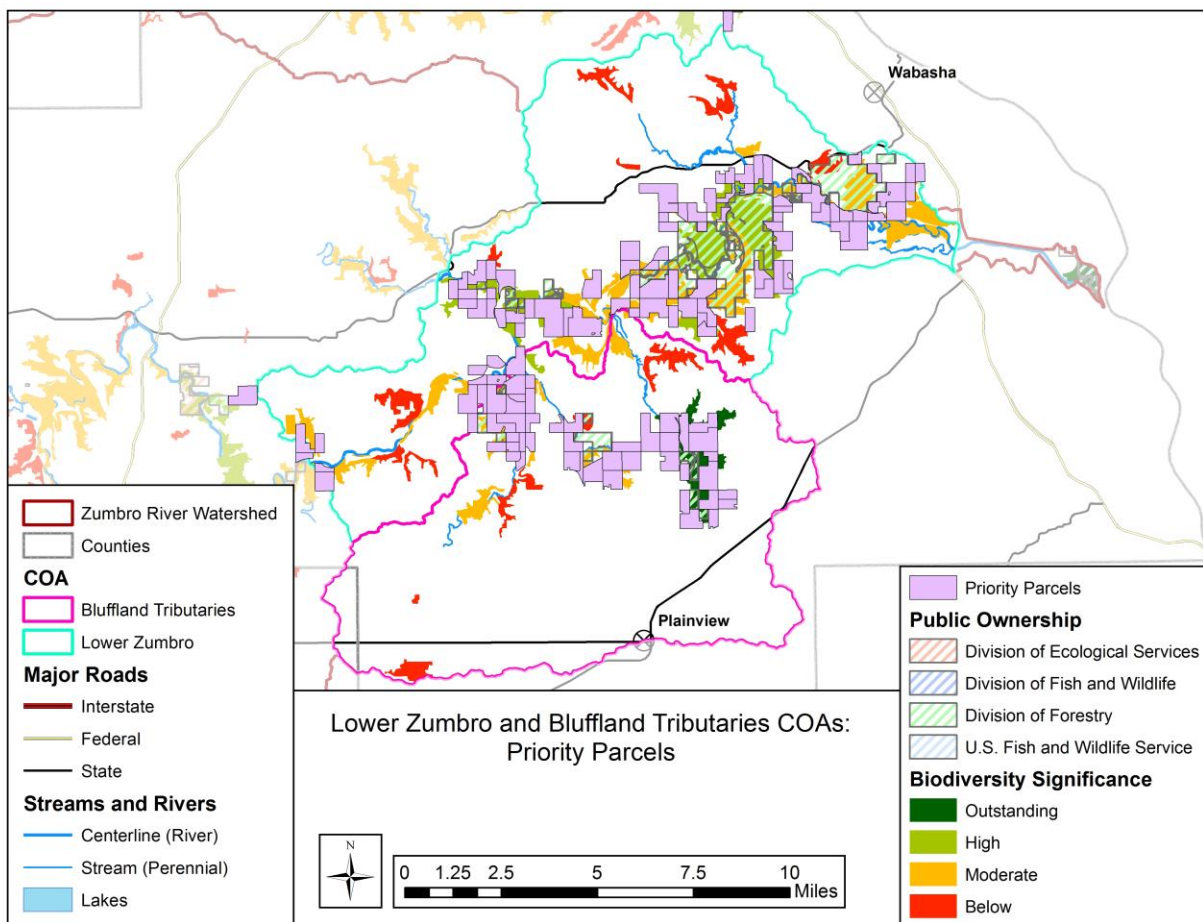 Wabasha
Plainview
Zumbro River Watershed
Counties
COA
Bluffland Tributaries
Lower Zumbro
Major Roads
Interstate
Federal
State
Streams and Rivers
Centerline (River)
Stream (Perennial)
Lakes
Lower Zumbro and Bluffland Tributaries COAs:
Priority Parcels
N
0 1.25 2.5 5 7.5 10
Miles
Priority Parcels
Public Ownership
Division of Ecological Services
Division of Fish and Wildlife
Division of Forestry
U.S. Fish and Wildlife Service
Biodiversity Significance
Outstanding
High
Moderate
Below